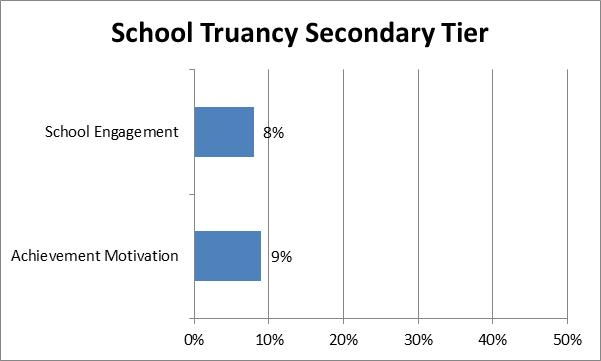 School Truancy Secondary Tier
School Engagement
8%
Achievement Motivation
9%
0%
10%
20%
30%
40%
50%